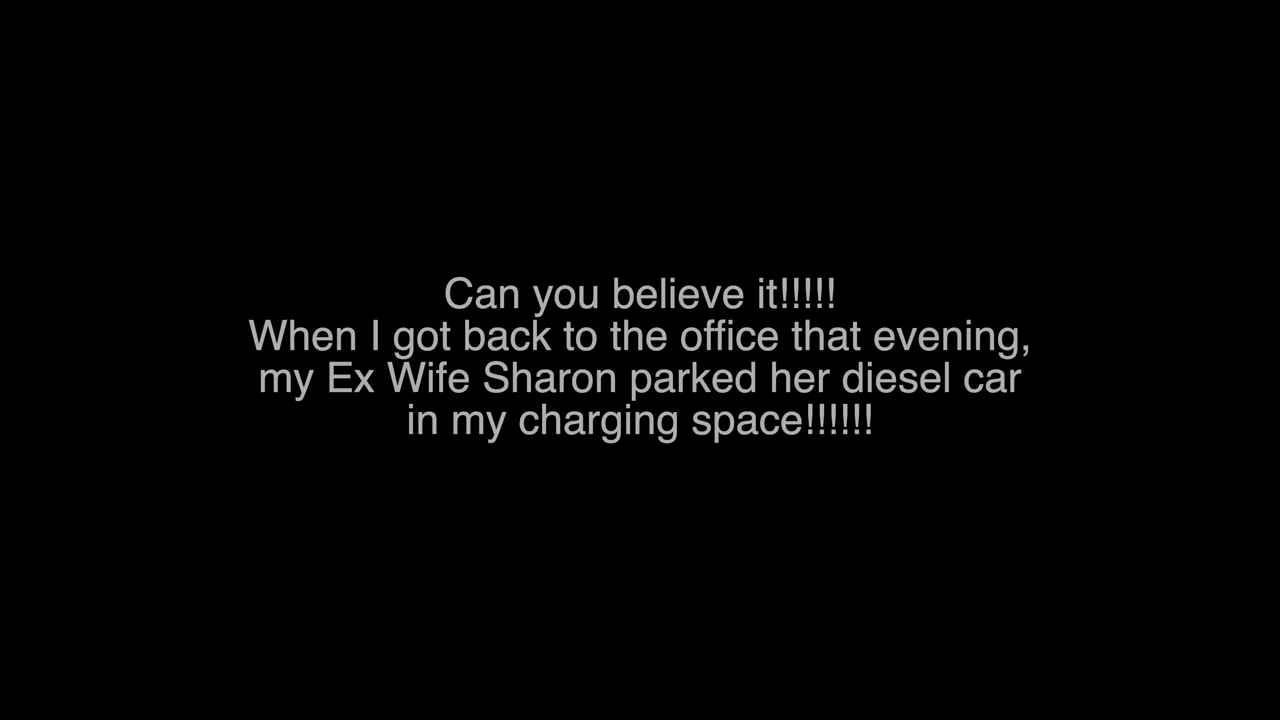 Can you believe it!!!!!
When I got back to the office that evening,
my Ex Wife Sharon parked her diesel car
in my charging space!!!!!!